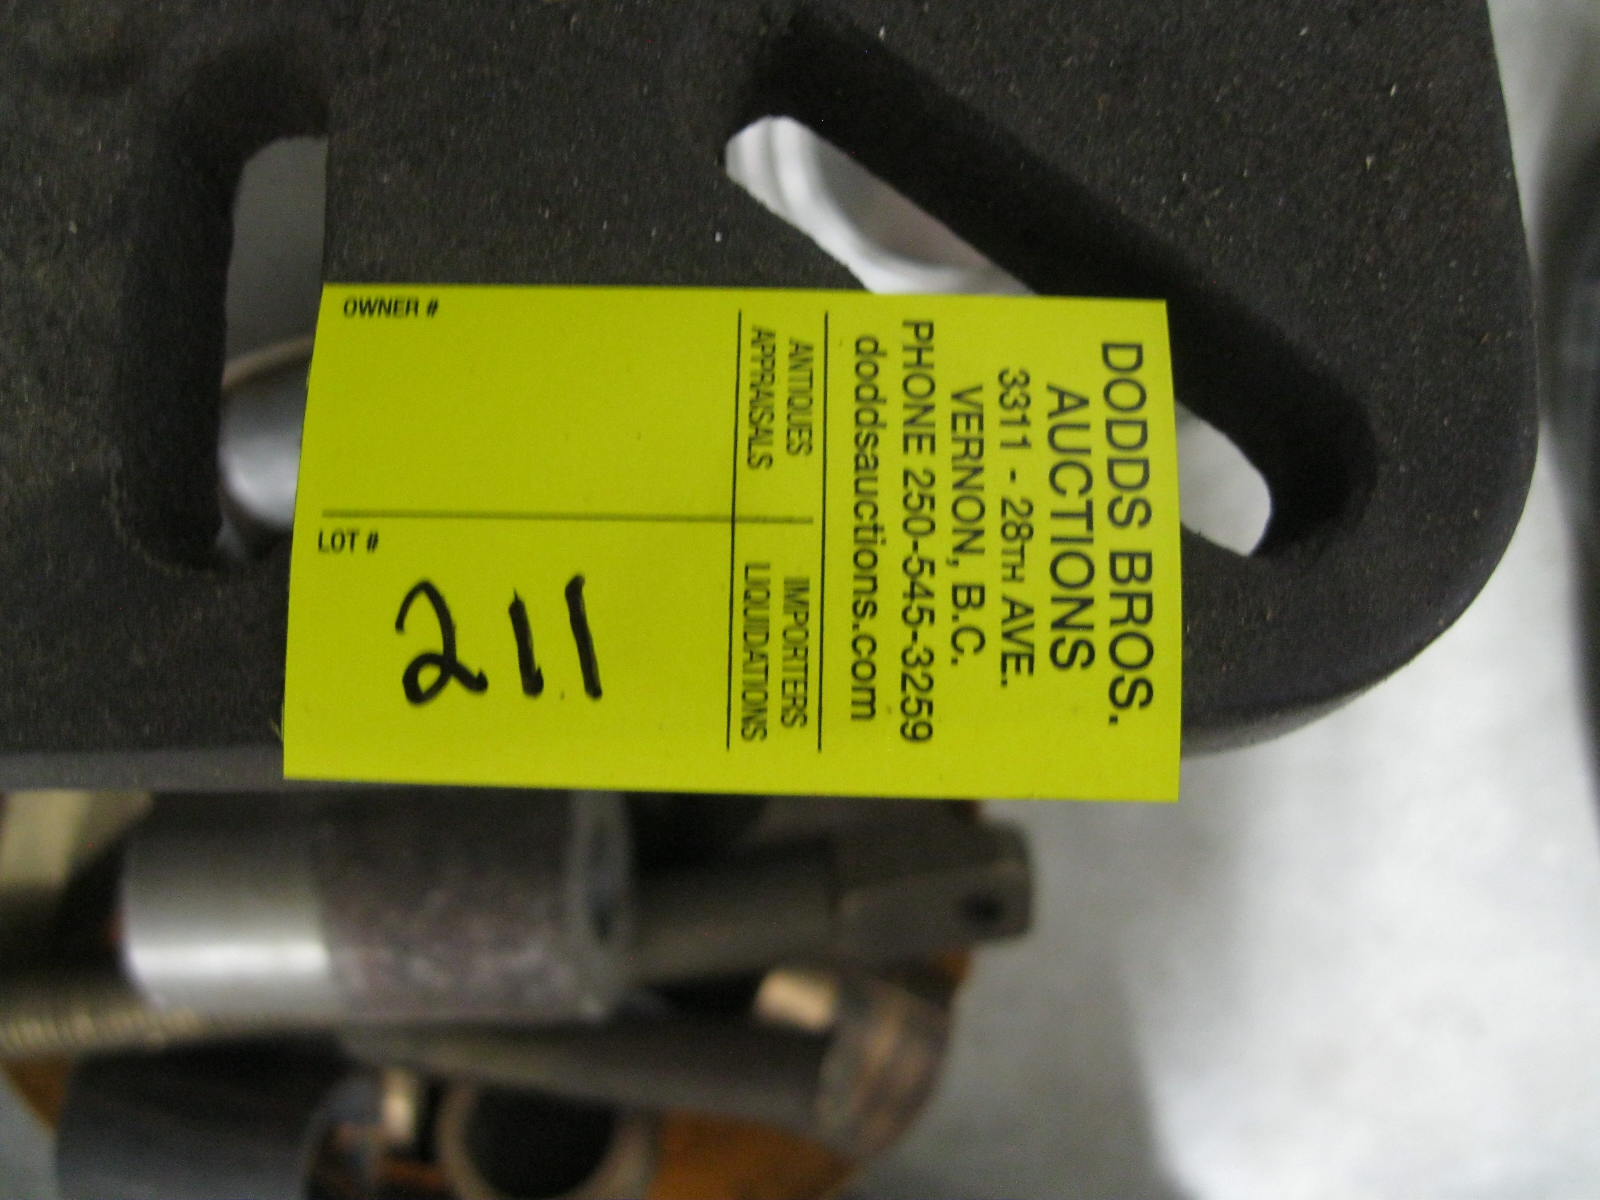 DODDS BROS.
AUCTIONS
3311 - 28TH AVE.
VERNON, B.C.
PHONE 250-545-3259
doddsauctions.com
ANTIQUES IMPORTERS
APPRAISALS LIQUIDATIONS
OWNER #
LOT #
211